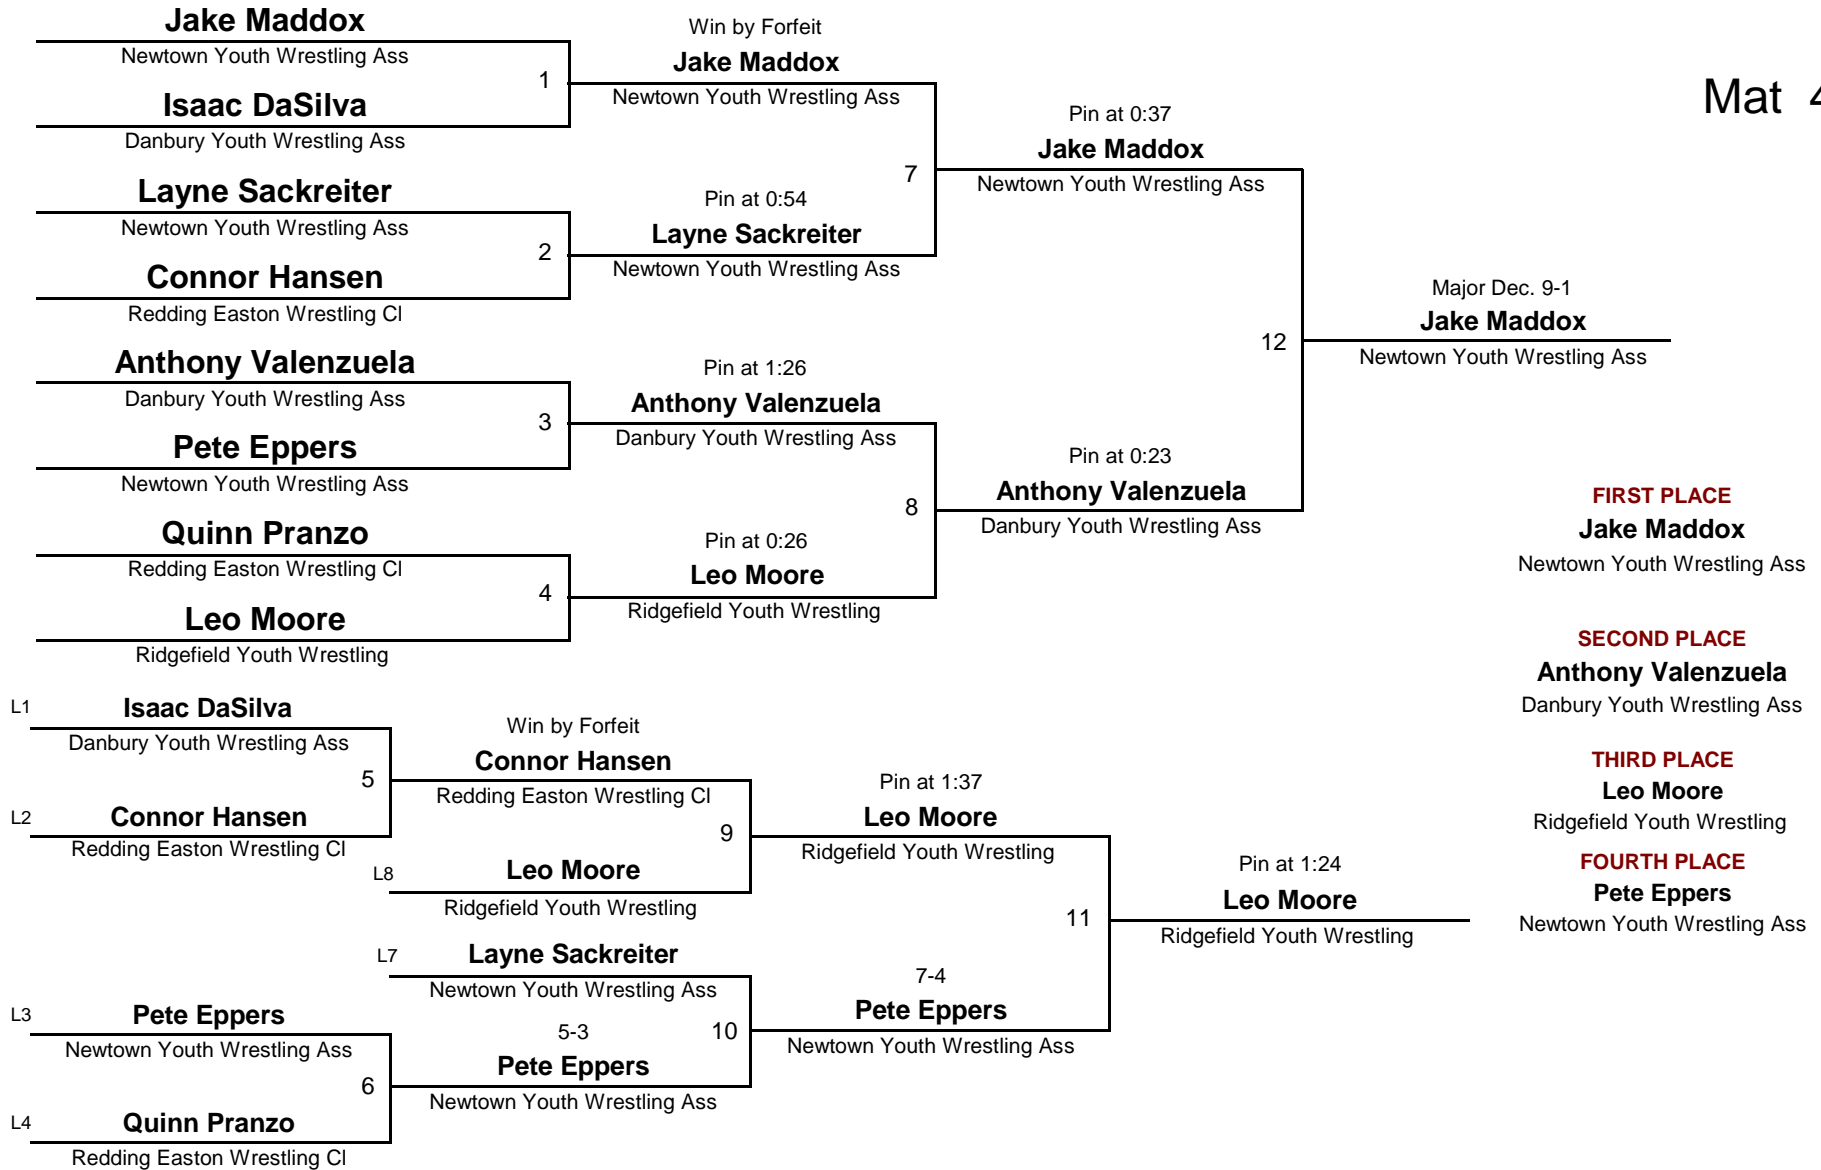 Jake Maddox
Newtown Youth Wrestling Ass
1
Isaac DaSilva
Danbury Youth Wrestling Ass
Layne Sackreiter
Newtown Youth Wrestling Ass
2
Connor Hansen
Redding Easton Wrestling Cl
Anthony Valenzuela
Danbury Youth Wrestling Ass
3
Pete Eppers
Newtown Youth Wrestling Ass
Quinn Pranzo
Redding Easton Wrestling Cl
4
Leo Moore
Ridgefield Youth Wrestling
Win by Forfeit
Jake Maddox
Newtown Youth Wrestling Ass
7
Pin at 0:54
Layne Sackreiter
Newtown Youth Wrestling Ass
Pin at 1:26
Anthony Valenzuela
Danbury Youth Wrestling Ass
8
Pin at 0:26
Leo Moore
Ridgefield Youth Wrestling
Pin at 0:37
Jake Maddox
Newtown Youth Wrestling Ass
12
Pin at 0:23
Anthony Valenzuela
Danbury Youth Wrestling Ass
Major Dec. 9-1
Jake Maddox
Newtown Youth Wrestling Ass
Mat 4
FIRST PLACE
Jake Maddox
Newtown Youth Wrestling Ass
SECOND PLACE
Anthony Valenzuela
Danbury Youth Wrestling Ass
THIRD PLACE
Leo Moore
Ridgefield Youth Wrestling
FOURTH PLACE
Pete Eppers
Newtown Youth Wrestling Ass
L1 Isaac DaSilva
Danbury Youth Wrestling Ass
5
L2 Connor Hansen
Redding Easton Wrestling Cl
L3 Pete Eppers
Newtown Youth Wrestling Ass
6
L4 Quinn Pranzo
Redding Easton Wrestling Cl
Win by Forfeit
Connor Hansen
Redding Easton Wrestling Cl
9
L8 Leo Moore
Ridgefield Youth Wrestling
L7 Layne Sackreiter
Newtown Youth Wrestling Ass
10
5-3
Pete Eppers
Newtown Youth Wrestling Ass
Pin at 1:37
Leo Moore
Ridgefield Youth Wrestling
11
7-4
Pete Eppers
Newtown Youth Wrestling Ass
Pin at 1:24
Leo Moore
Ridgefield Youth Wrestling